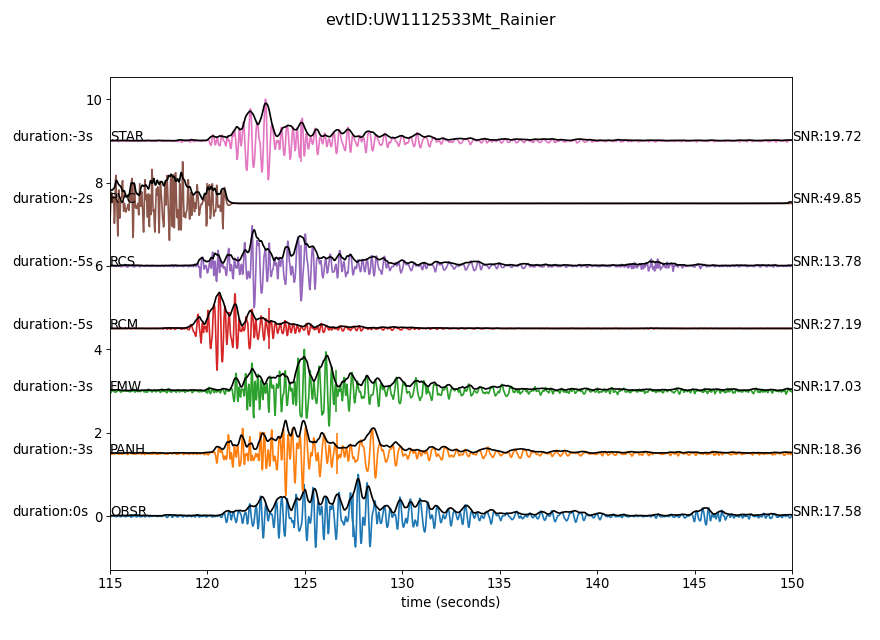 evtID:UW1112533Mt_Rainier
10
duration:-3s STAR SNR:19.72
8
duration:-2s RVC SNR:49.85
duration:-5s RCS SNR:13.78
6
duration:-5s RCM SNR:27.19
4
duration:-3s FMW SNR:17.03
2
duration:-3s PANH SNR:18.36
duration:0s OBSR SNR:17.58
0
115 120 125 130 135 140 145 150
time (seconds)